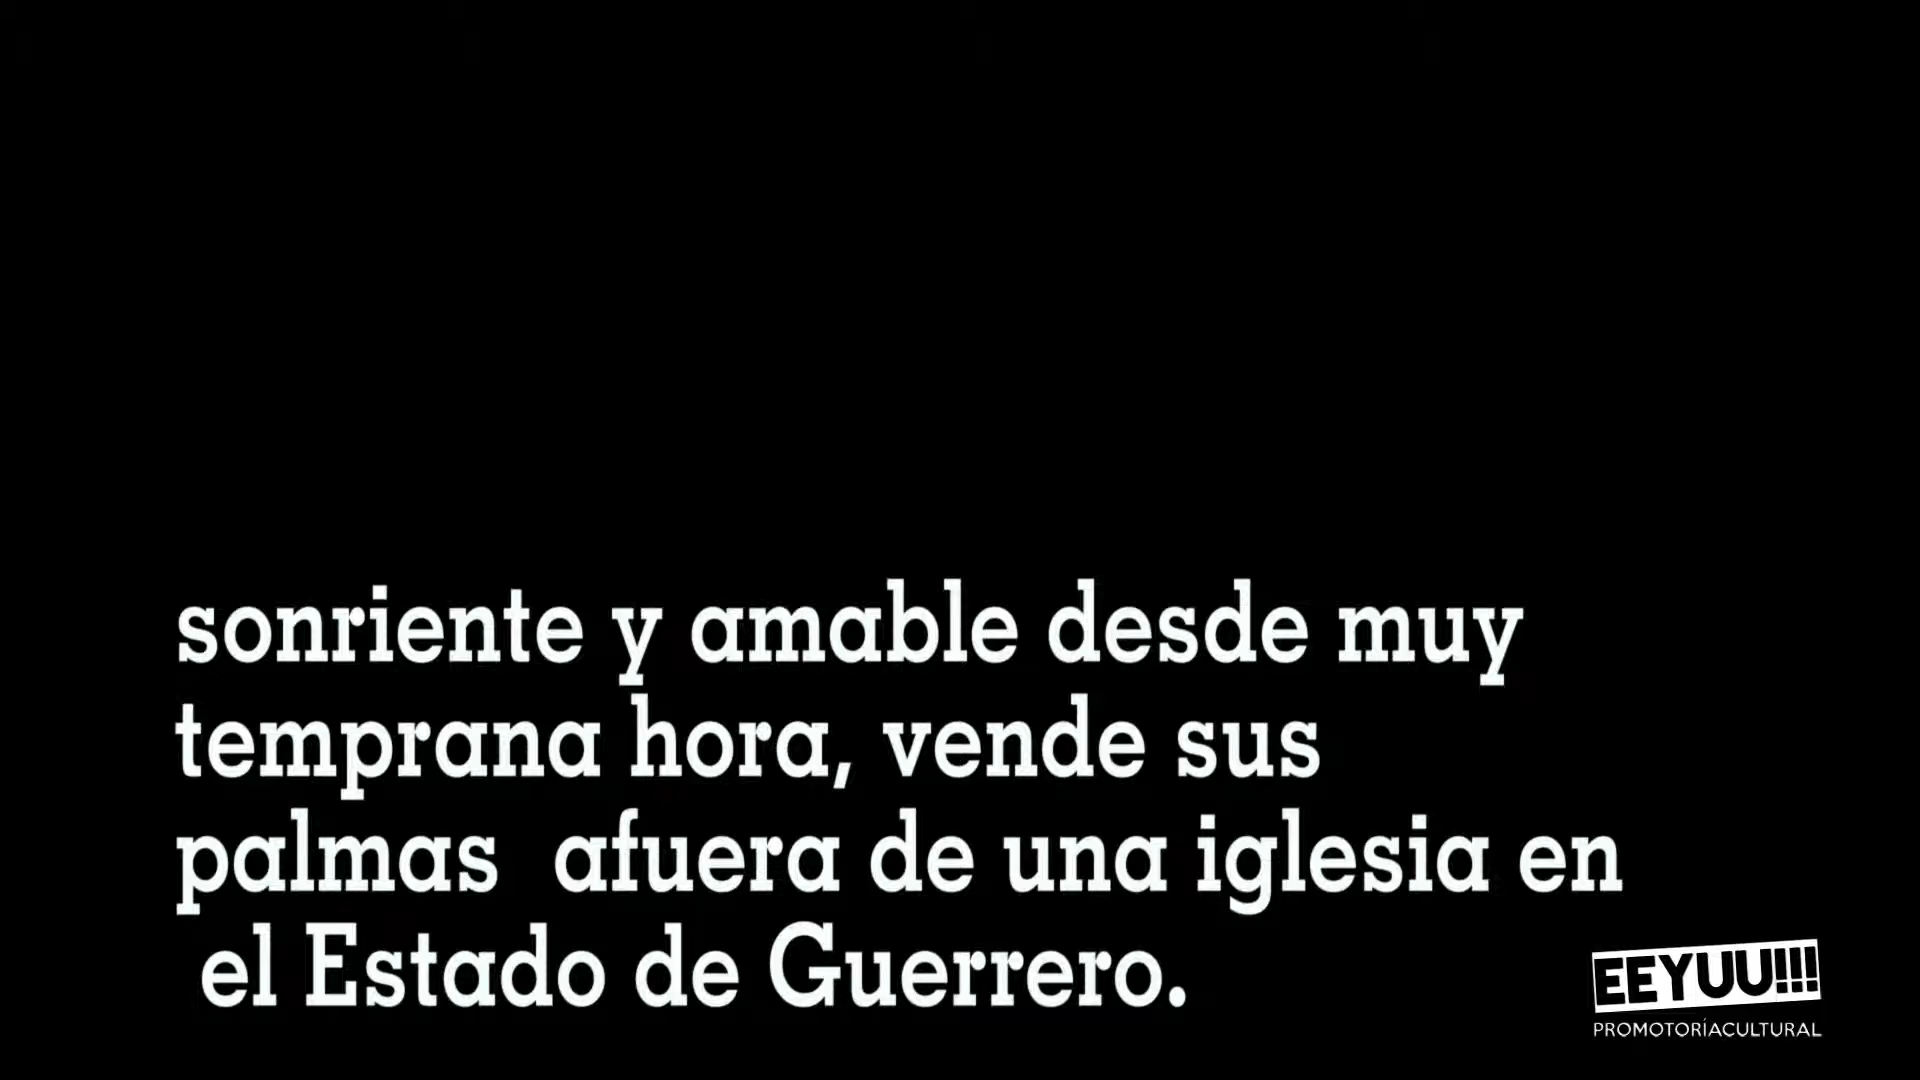 sonriente y amable desde muy
temprana hora, vende sus
palmas  afuera de una iglesia en
el Estado de Guerrero.
EEYUU!!!
PROMOTORÍACULTURAL